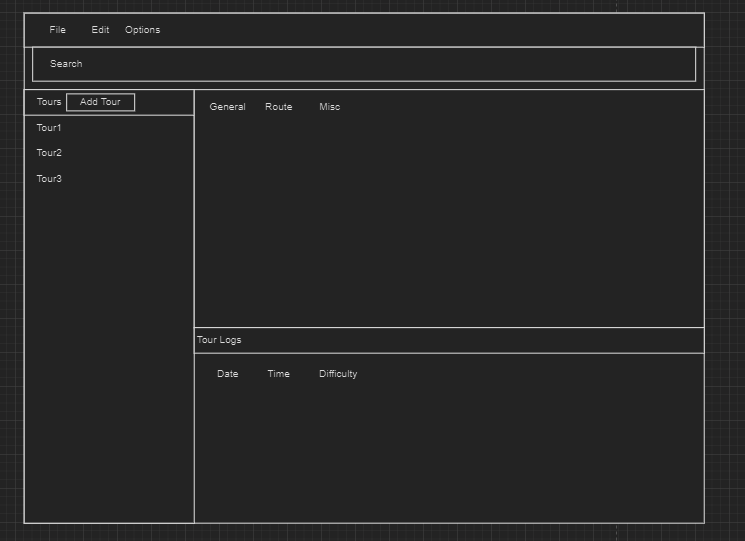 File Edit Options
Search
Tours Add Tour
Tour1
Tour2
Tour3
General Route Misc
Tour Logs
Date Time Difficulty